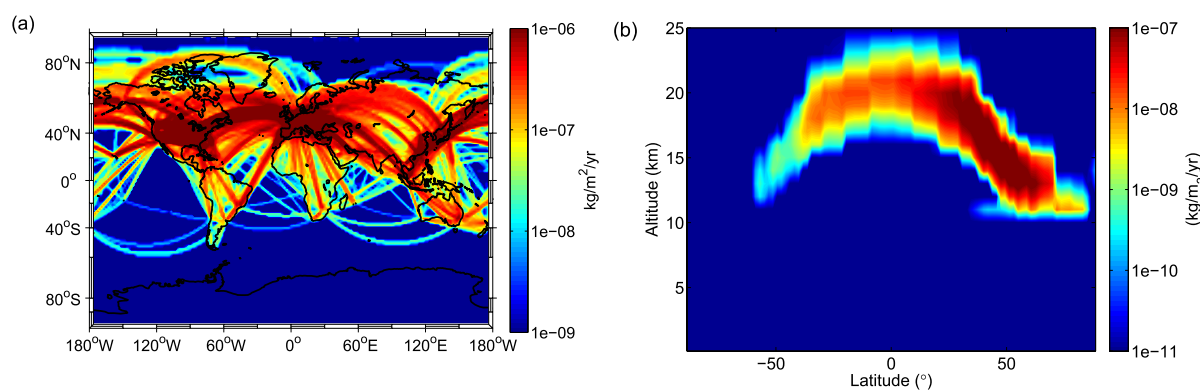 (a)
80°N
40°N
0°
40°S
80°S
180°W
120°W
60°W
0°
60°E
120°E
180°W
1e−06
1e−07
1e−08
1e−09
kg/m²/yr
(b)
25
20
15
10
5
Altitude (km)
−50
0
50
Latitude (°)
1e−07
1e−08
1e−09
1e−10
1e−11
(kg/m/yr)